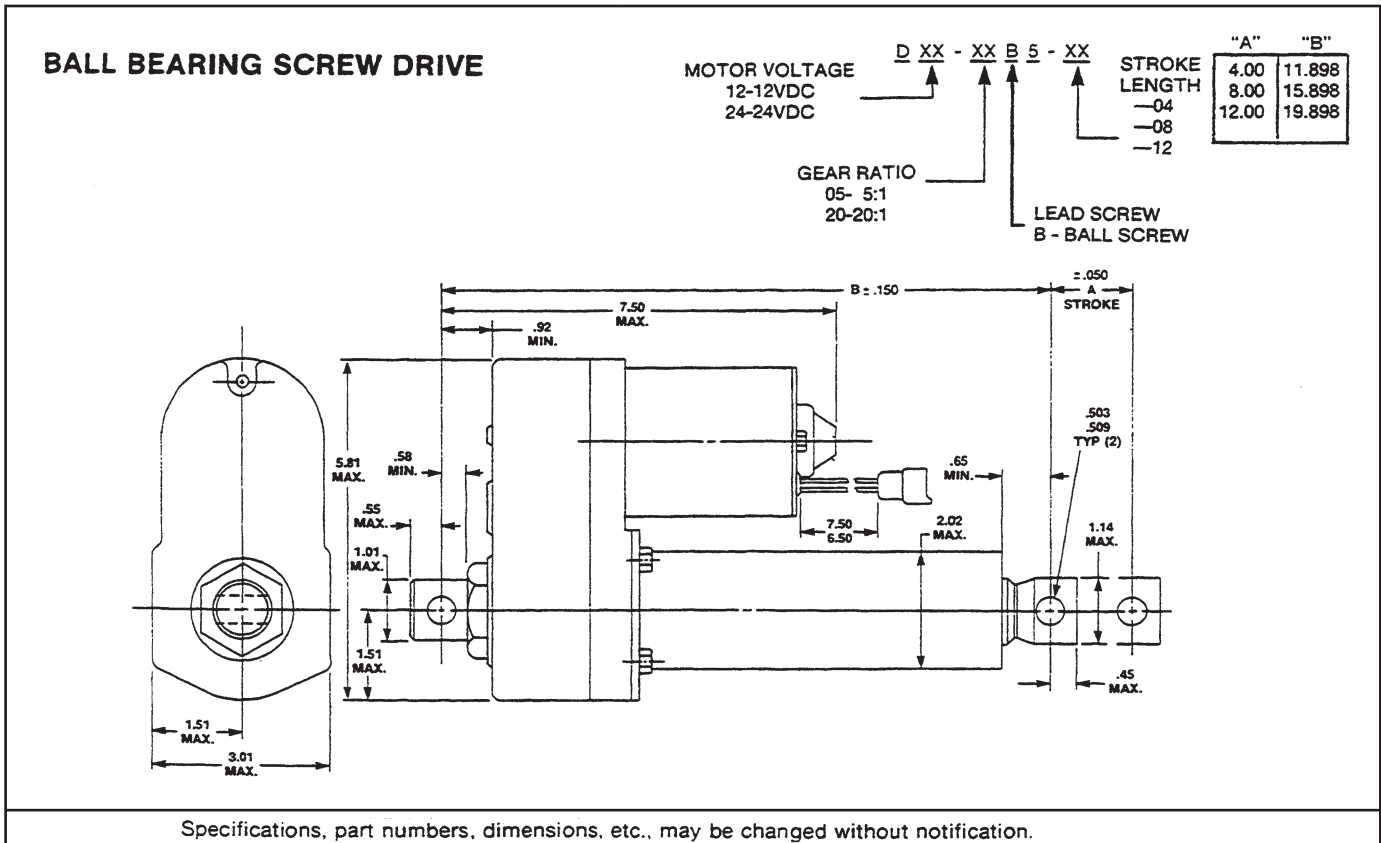 BALL BEARING SCREW DRIVE
D XX - XX B 5 - XX
MOTOR VOLTAGE
12-12VDC
24-24VDC
GEAR RATIO
05- 5:1
20-20:1
LEAD SCREW
B - BALL SCREW
STROKE
LENGTH
—04
—08
—12
"A" "B"
4.00 11.898
8.00 15.898
12.00 19.898
B ± .150
±.050
A
STROKE
7.50
MAX.
.92
MIN.
5.81
MAX.
.58
MIN.
.55
MAX.
1.01
MAX.
1.51
MAX.
1.51
MAX.
3.01
MAX.
7.50
6.50
2.02
MAX.
.65
MIN.
.503
.509
TYP (2)
1.14
MAX.
.45
MAX.
Specifications, part numbers, dimensions, etc., may be changed without notification.